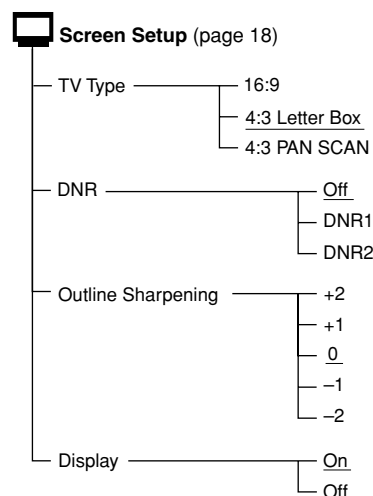 Screen Setup (page 18)
TV Type
16:9
4:3 Letter Box
4:3 PAN SCAN
DNR
Off
DNR1
DNR2
Outline Sharpening
+2
+1
0
–1
–2
Display
On
Off